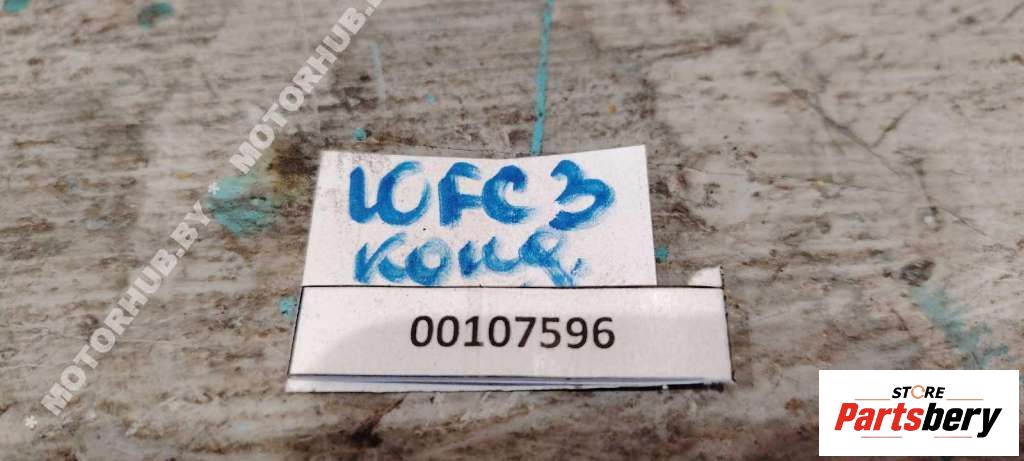 * MOTORHUB.BY * MOTORHUB.BY
10FC3
конд.
00107596
STORE
Partsbery